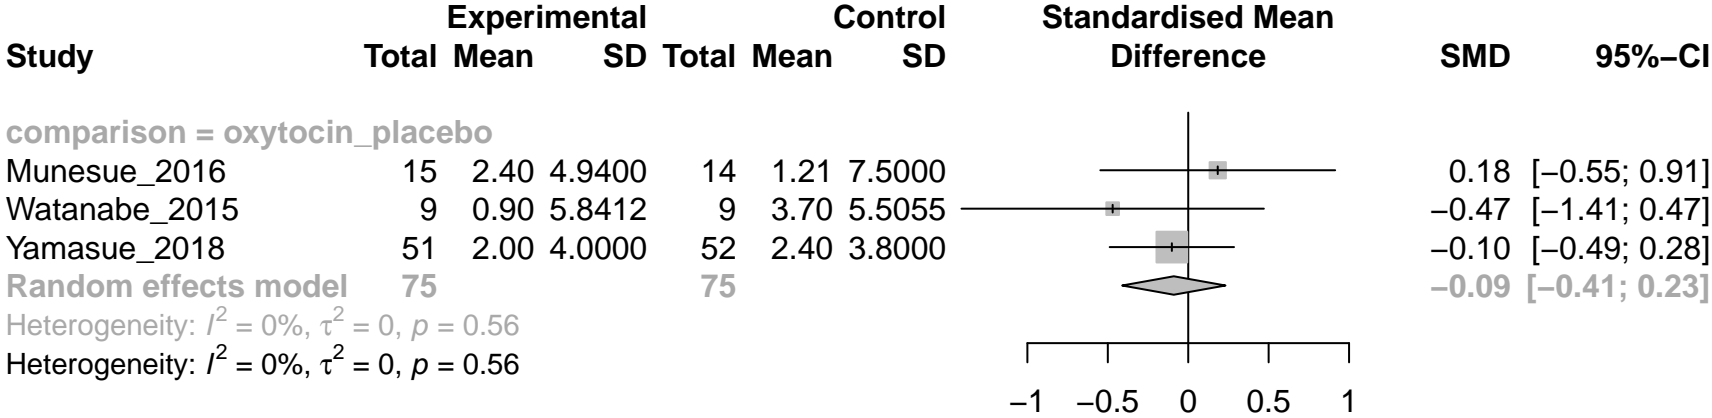 Experimental Control Standardised Mean
Study Total Mean SD Total Mean SD Difference SMD 95%−CI
comparison = oxytocin_placebo
Munesue_2016 15 2.40 4.9400 14 1.21 7.5000 0.18 [−0.55; 0.91]
Watanabe_2015 9 0.90 5.8412 9 3.70 5.5055 −0.47 [−1.41; 0.47]
Yamasue_2018 51 2.00 4.0000 52 2.40 3.8000 −0.10 [−0.49; 0.28]
Random effects model 75 75 −0.09 [−0.41; 0.23]
Heterogeneity: I² = 0%, τ² = 0, p = 0.56
Heterogeneity: I² = 0%, τ² = 0, p = 0.56
−1 −0.5 0 0.5 1